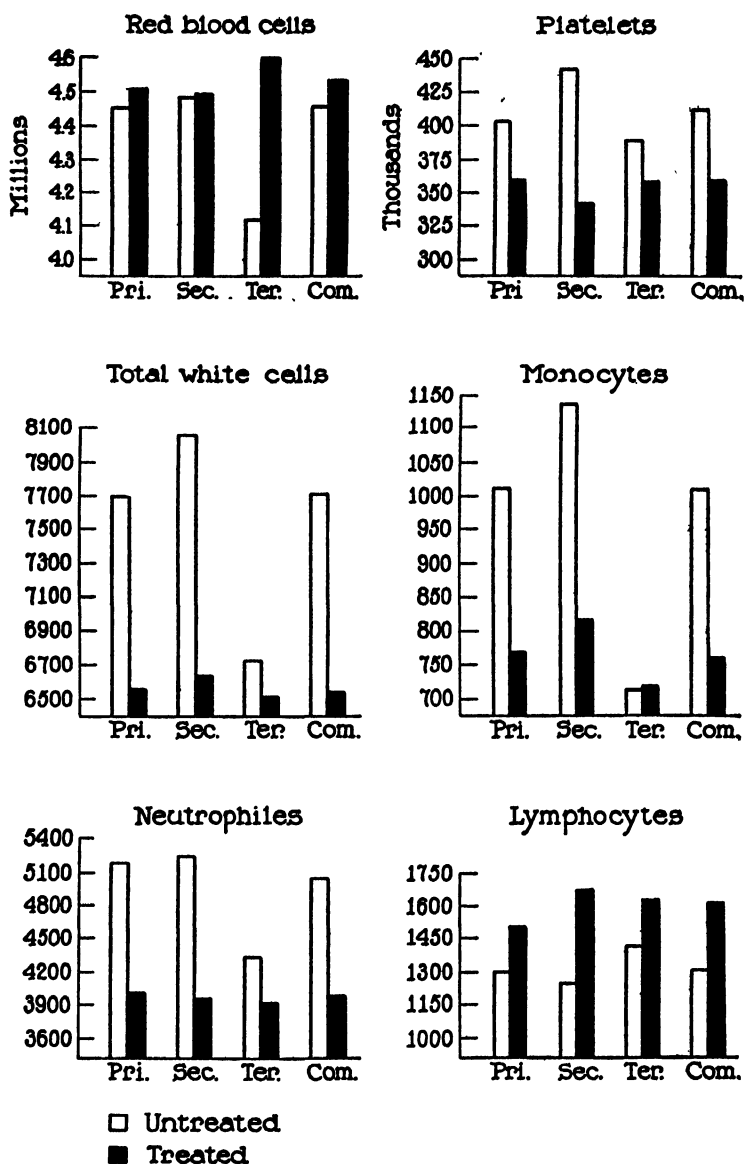 Red blood cells
Millions
4.6
4.5
4.4
4.3
4.2
4.1
4.0
Pri. Sec. Ter. Com.
Platelets
Thousands
450
425
400
375
350
325
300
Pri Sec. Ter. Com.
Total white cells
8100
7900
7700
7500
7300
7100
6900
6700
6500
Pri. Sec. Ter. Com.
Monocytes
1150
1100
1050
1000
950
900
850
800
750
700
Pri. Sec. Ter. Com.
Neutrophiles
5400
5100
4800
4500
4200
3900
3600
Pri. Sec. Ter. Com.
Lymphocytes
1750
1600
1450
1300
1150
1000
Pri. Sec. Ter. Com.
Untreated
Treated